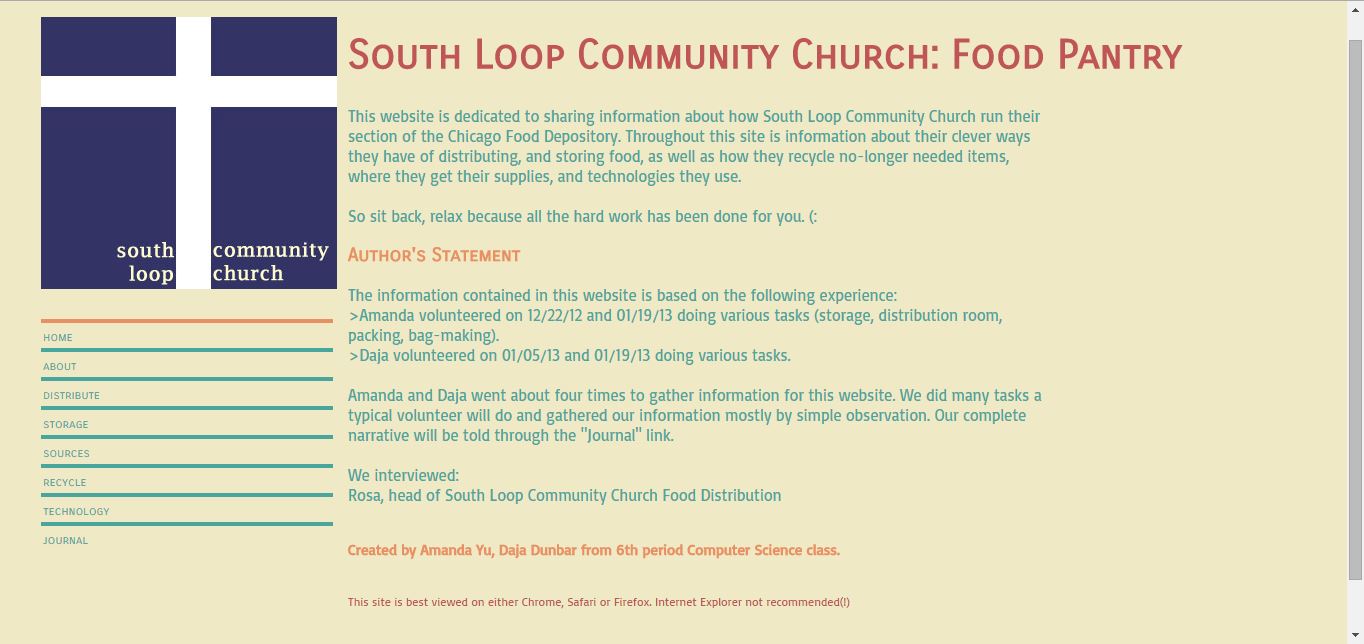 South Loop Community Church: Food Pantry
This website is dedicated to sharing information about how South Loop Community Church run their
section of the Chicago Food Depository. Throughout this site is information about their clever ways
they have of distributing, and storing food, as well as how they recycle no-longer needed items,
where they get their supplies, and technologies they use.
So sit back, relax because all the hard work has been done for you. (:
Author's Statement
The information contained in this website is based on the following experience:
>Amanda volunteered on 12/22/12 and 01/19/13 doing various tasks (storage, distribution room,
packing, bag-making).
>Daja volunteered on 01/05/13 and 01/19/13 doing various tasks.
Amanda and Daja went about four times to gather information for this website. We did many tasks a
typical volunteer will do and gathered our information mostly by simple observation. Our complete
narrative will be told through the "Journal" link.
We interviewed:
Rosa, head of South Loop Community Church Food Distribution
Created by Amanda Yu, Daja Dunbar from 6th period Computer Science class.
This site is best viewed on either Chrome, Safari or Firefox. Internet Explorer not recommended(!)
south community
loop church
HOME
ABOUT
DISTRIBUTE
STORAGE
SOURCES
RECYCLE
TECHNOLOGY
JOURNAL